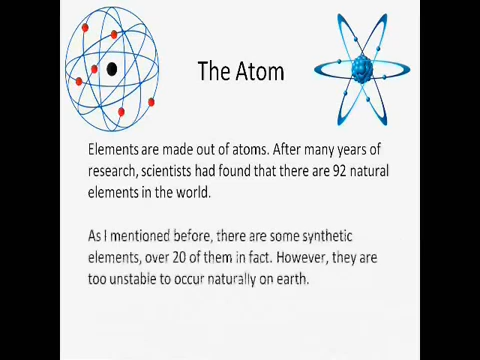 The Atom
Elements are made out of atoms. After many years of
research, scientists had found that there are 92 natural
elements in the world.
As I mentioned before, there are some synthetic
elements, over 20 of them in fact. However, they are
too unstable to occur naturally on earth.